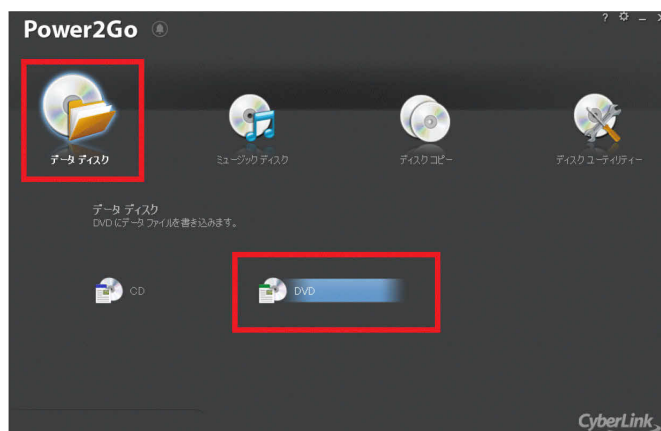 Power2Go
データ ディスク
ミュージック ディスク
ディスク コピー
ディスク ユーティリティー
データ ディスク
DVD にデータ ファイルを書き込みます。
CD
DVD
CyberLink